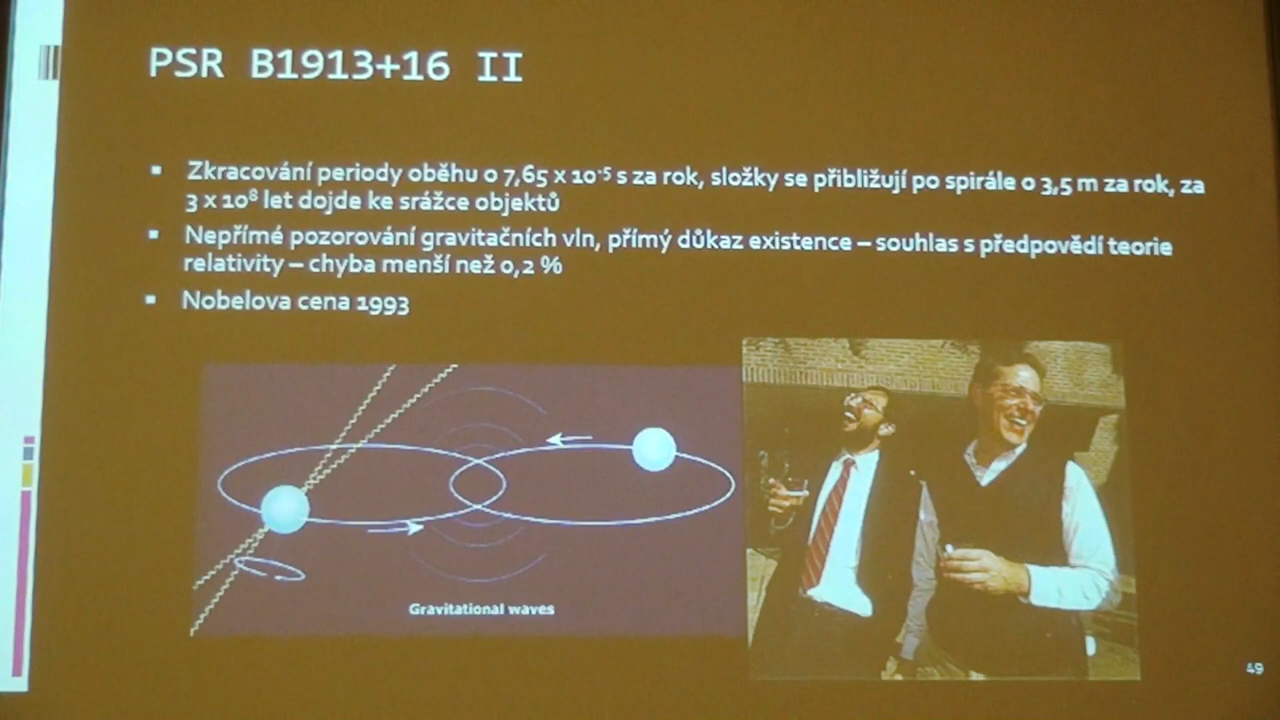 PSR B1913+16 II
▪ Zkracování periody oběhu o 7,65 x 10⁻⁵ s za rok, složky se přibližují po spirále o 3,5 m za rok, za
3 x 10⁸ let dojde ke srážce objektů
▪ Nepřímé pozorování gravitačních vln, přímý důkaz existence – souhlas s předpovědí teorie
relativity – chyba menší než 0,2 %
▪ Nobelova cena 1993
Gravitational waves
49